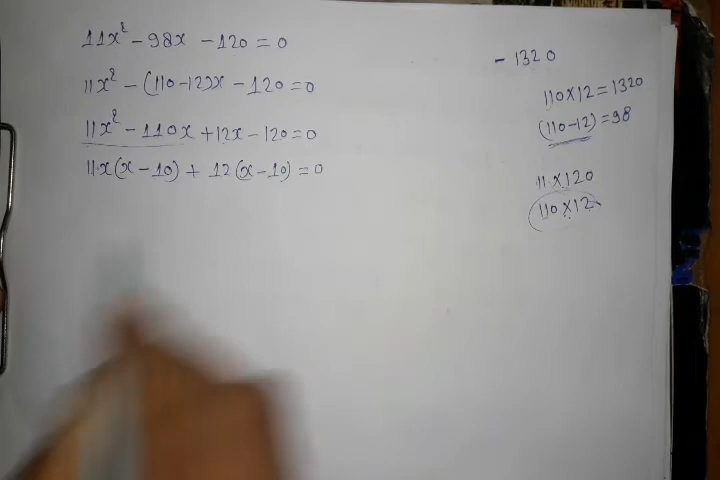 11x² - 98x - 120 = 0
11x² - (110-12)x - 120 = 0
11x² - 110x + 12x - 120 = 0
11x(x - 10) + 12(x - 10) = 0
- 1320
110 × 12 = 1320
(110-12) = 98
11 × 120
110 × 12